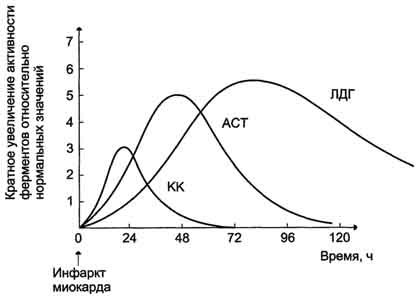 Кратное увеличение активности
ферментов относительно
нормальных значений
7
6
5
4
3
2
1
ЛДГ
АСТ
КК
0 24 48 72 96 120
Время, ч
Инфаркт
миокарда